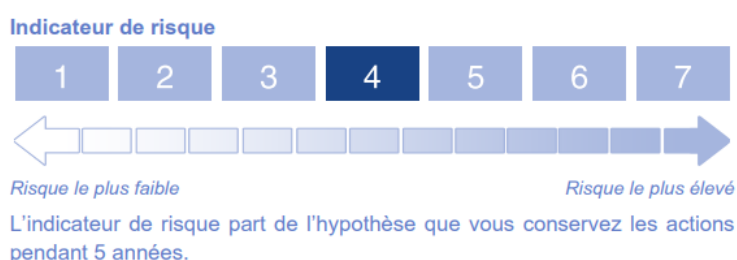 Indicateur de risque
1 2 3 4 5 6 7
Risque le plus faible Risque le plus élevé
L'indicateur de risque part de l'hypothèse que vous conservez les actions
pendant 5 années.